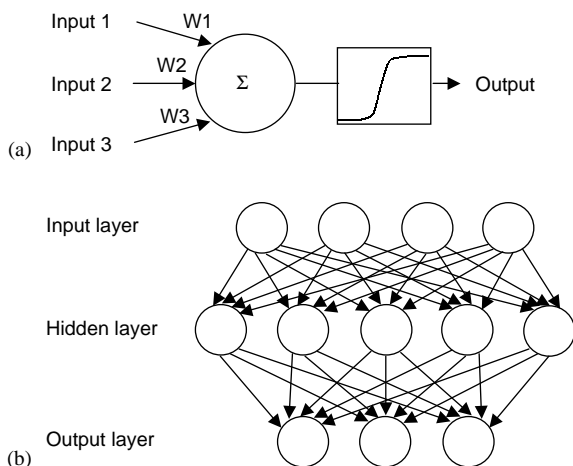 Input 1
W1
Input 2
W2
Σ
Output
Input 3
W3
(a)
Input layer
Hidden layer
Output layer
(b)